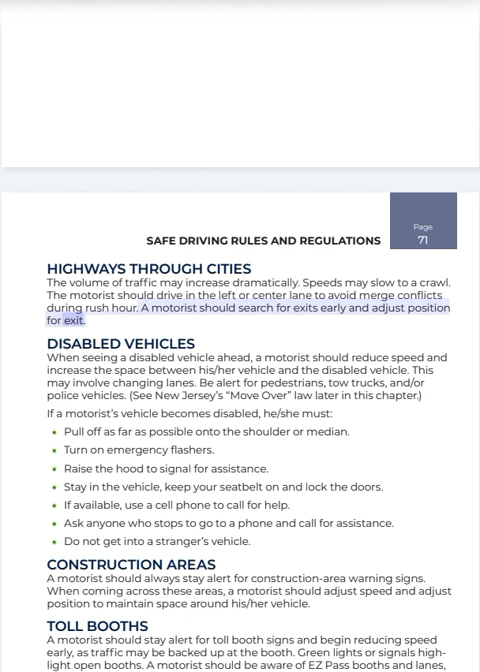 Page
71
SAFE DRIVING RULES AND REGULATIONS
HIGHWAYS THROUGH CITIES
The volume of traffic may increase dramatically. Speeds may slow to a crawl.
The motorist should drive in the left or center lane to avoid merge conflicts
during rush hour. A motorist should search for exits early and adjust position
for exit.
DISABLED VEHICLES
When seeing a disabled vehicle ahead, a motorist should reduce speed and
increase the space between his/her vehicle and the disabled vehicle. This
may involve changing lanes. Be alert for pedestrians, tow trucks, and/or
police vehicles. (See New Jersey's “Move Over” law later in this chapter.)
If a motorist's vehicle becomes disabled, he/she must:
• Pull off as far as possible onto the shoulder or median.
• Turn on emergency flashers.
• Raise the hood to signal for assistance.
• Stay in the vehicle, keep your seatbelt on and lock the doors.
• If available, use a cell phone to call for help.
• Ask anyone who stops to go to a phone and call for assistance.
• Do not get into a stranger's vehicle.
CONSTRUCTION AREAS
A motorist should always stay alert for construction-area warning signs.
When coming across these areas, a motorist should adjust speed and adjust
position to maintain space around his/her vehicle.
TOLL BOOTHS
A motorist should stay alert for toll booth signs and begin reducing speed
early, as traffic may be backed up at the booth. Green lights or signals high-
light open booths. A motorist should be aware of EZ Pass booths and lanes,